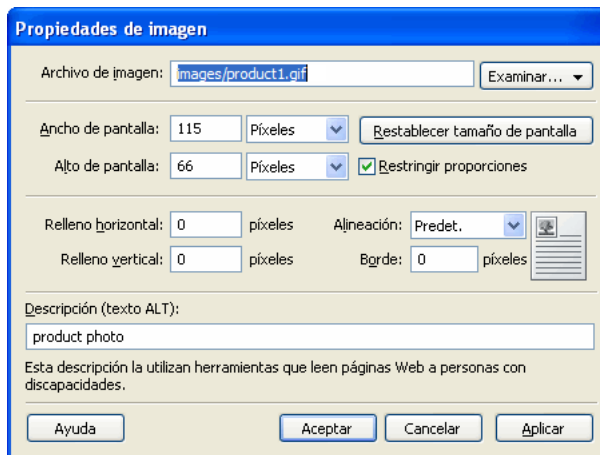 Propiedades de imagen
Archivo de imagen: images/product1.gif Examinar...
Ancho de pantalla: 115 Píxeles Restablecer tamaño de pantalla
Alto de pantalla: 66 Píxeles Restringir proporciones
Relleno horizontal: 0 píxeles Alineación: Predet.
Relleno vertical: 0 píxeles Borde: 0 píxeles
Descripción (texto ALT):
product photo
Esta descripción la utilizan herramientas que leen páginas Web a personas con
discapacidades.
Ayuda Aceptar Cancelar Aplicar